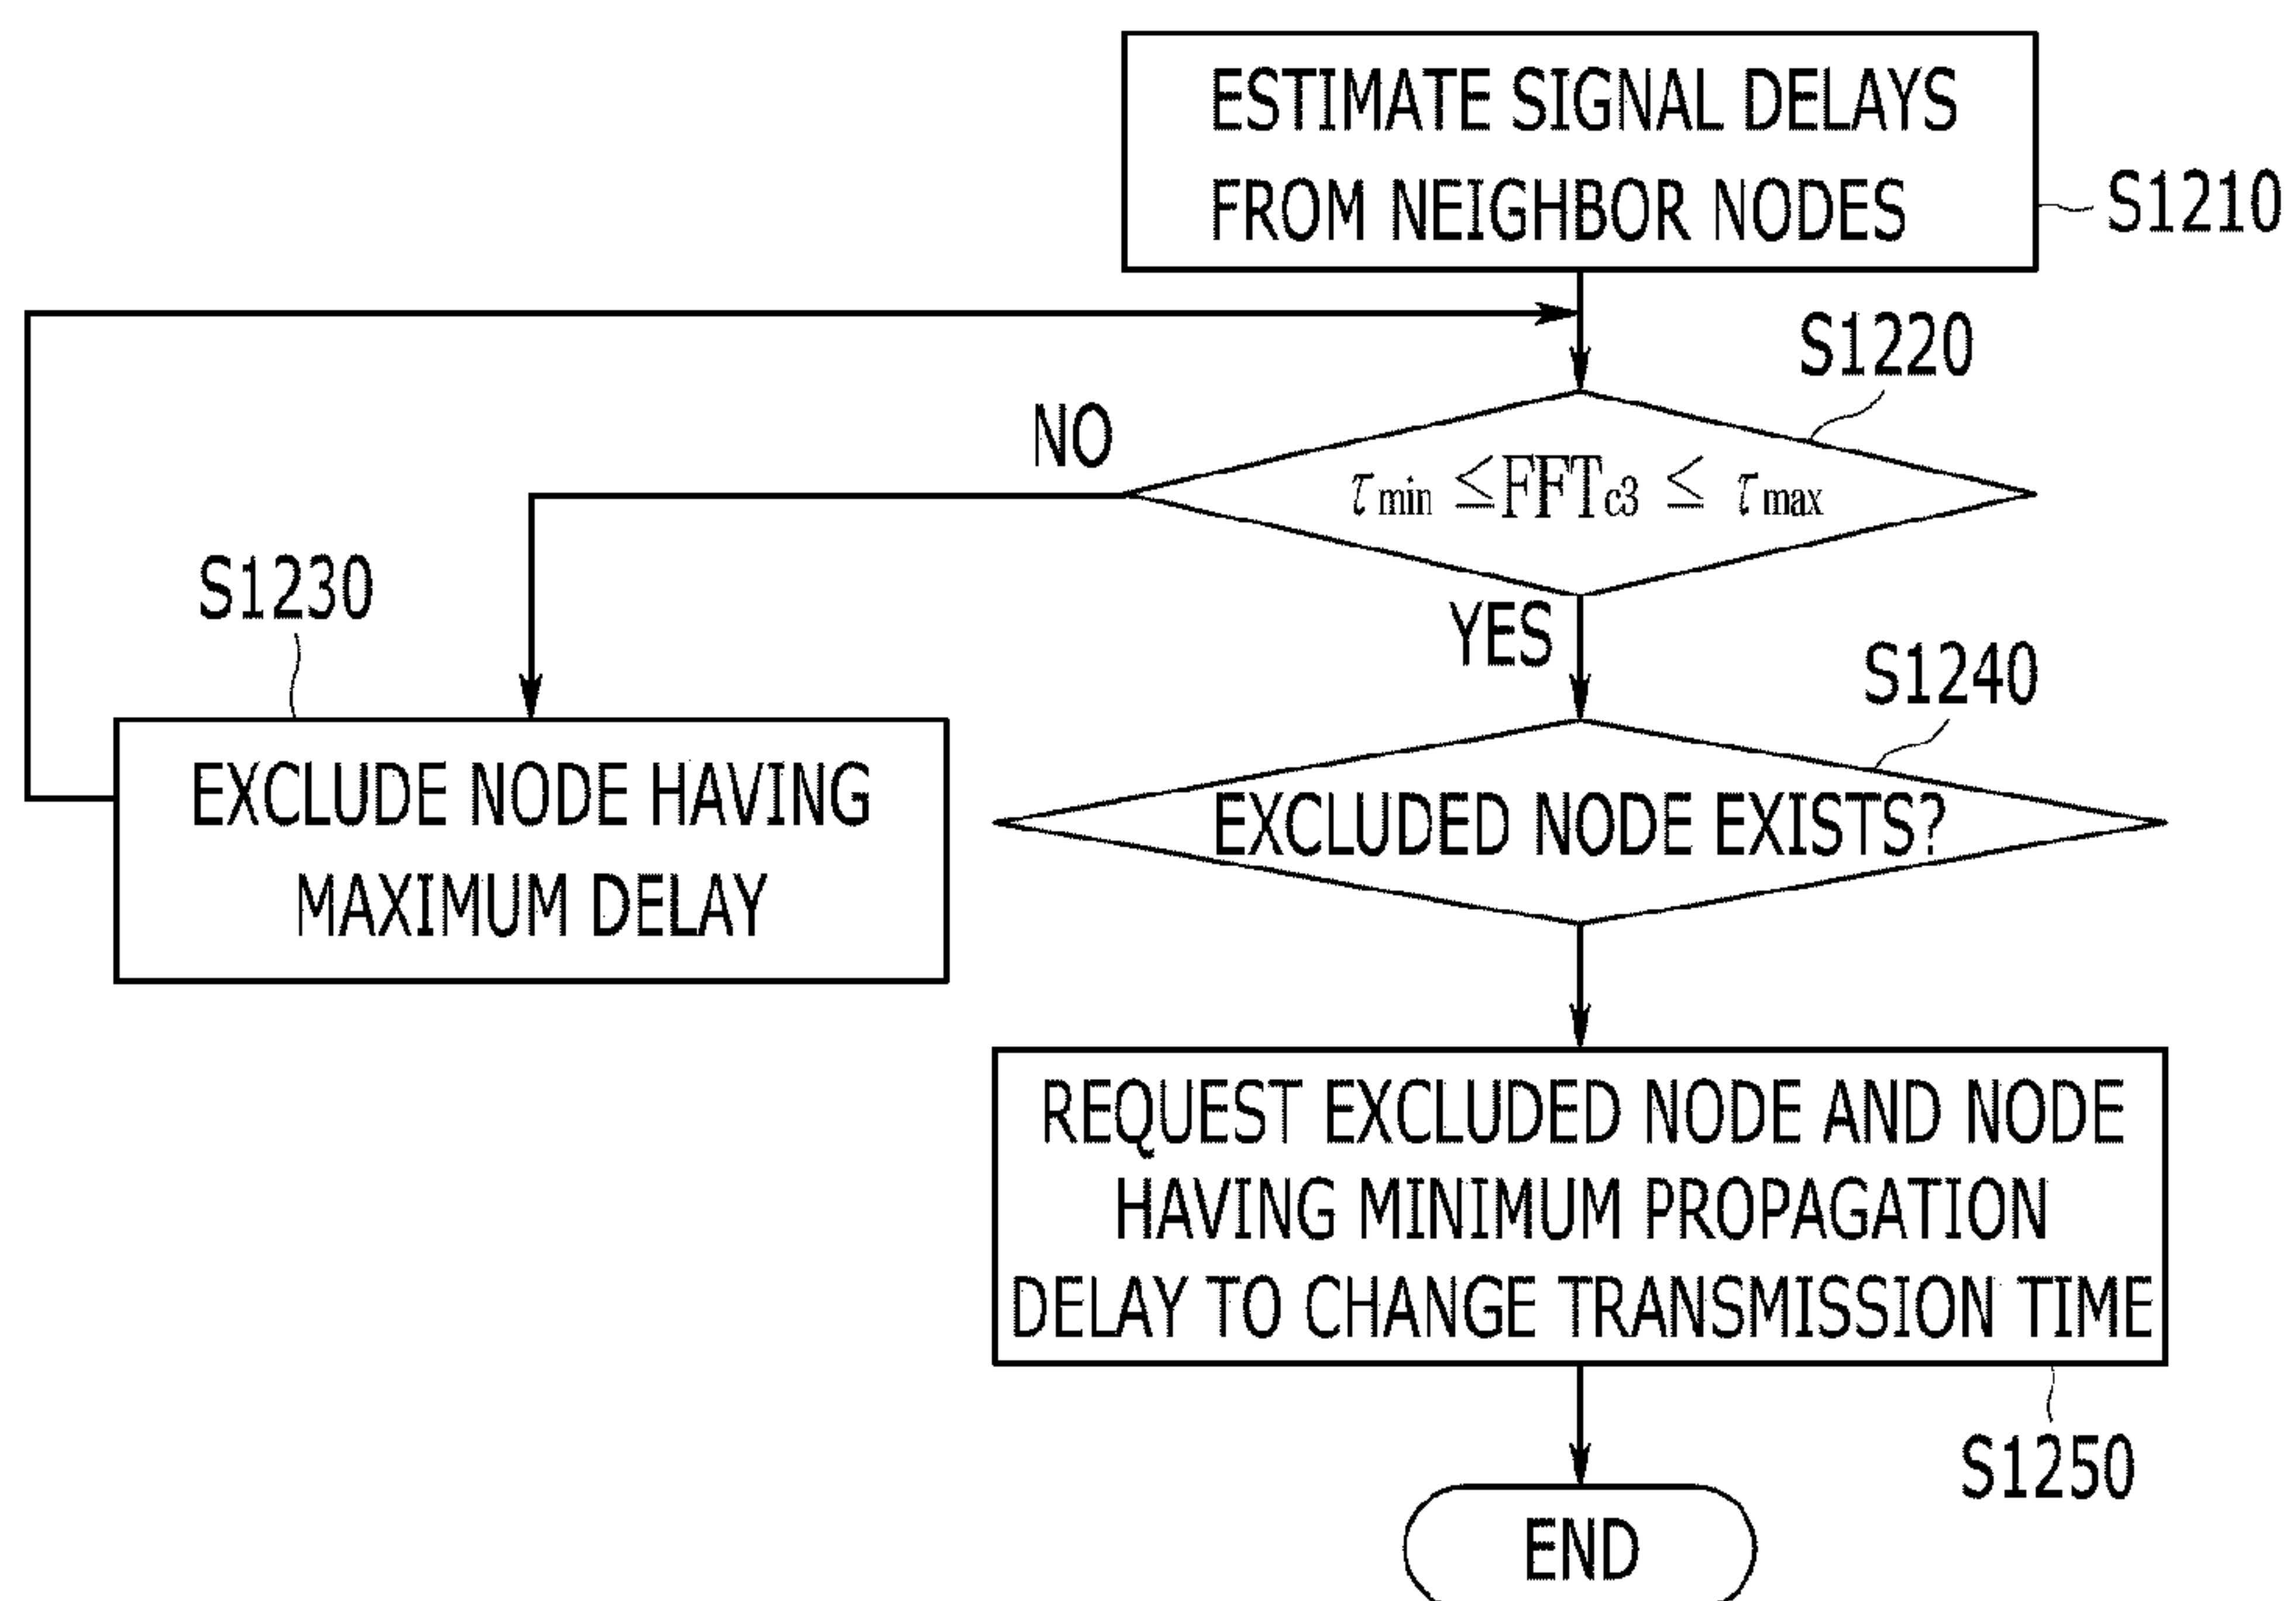 ESTIMATE SIGNAL DELAYS
FROM NEIGHBOR NODES
S1210
S1220
NO
τmin ≤FFTc3 ≤ τmax
S1230
YES
S1240
EXCLUDE NODE HAVING
MAXIMUM DELAY
EXCLUDED NODE EXISTS?
REQUEST EXCLUDED NODE AND NODE
HAVING MINIMUM PROPAGATION
DELAY TO CHANGE TRANSMISSION TIME
S1250
END